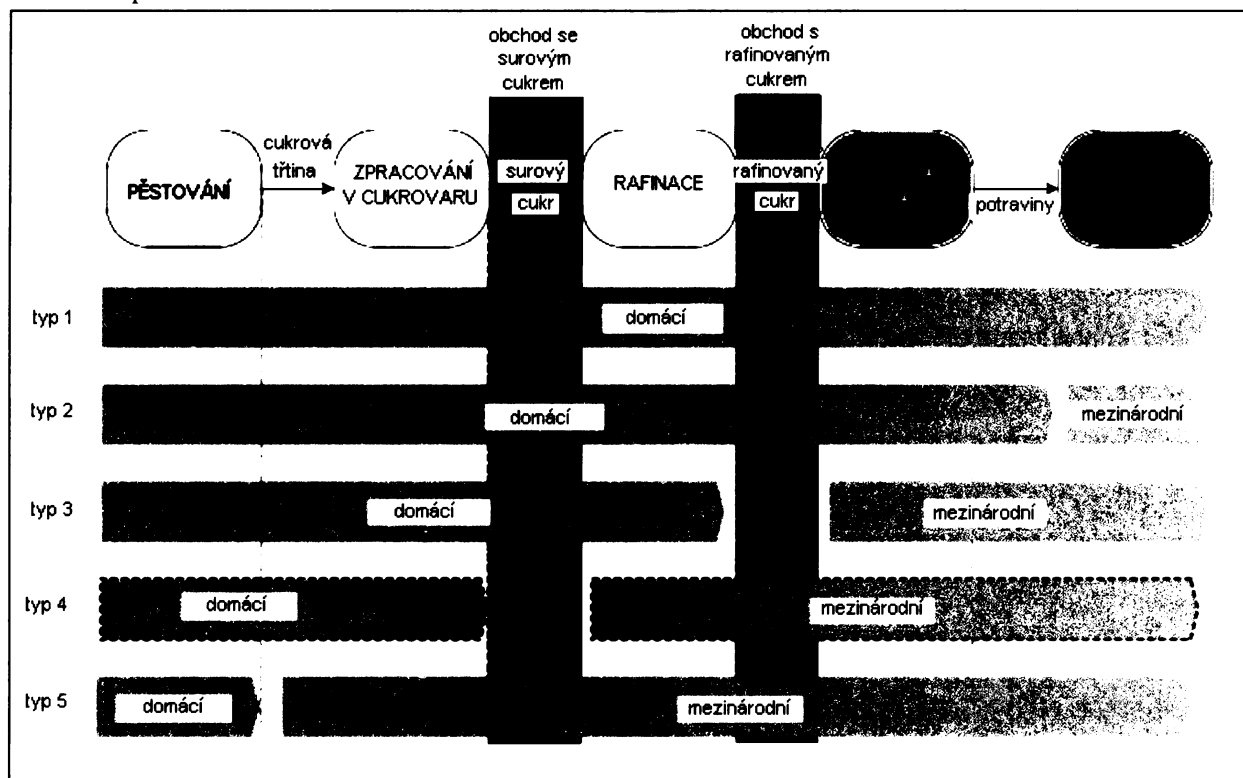 obchod se
surovým
cukrem
obchod s
rafinovaným
cukrem
PĚSTOVÁNÍ
cukrová
třtina
ZPRACOVÁNÍ
V CUKROVARU
surový
cukr
RAFINACE
rafinovaný
cukr
potraviny
typ 1
domácí
typ 2
domácí
mezinárodní
typ 3
domácí
mezinárodní
typ 4
domácí
mezinárodní
typ 5
domácí
mezinárodní